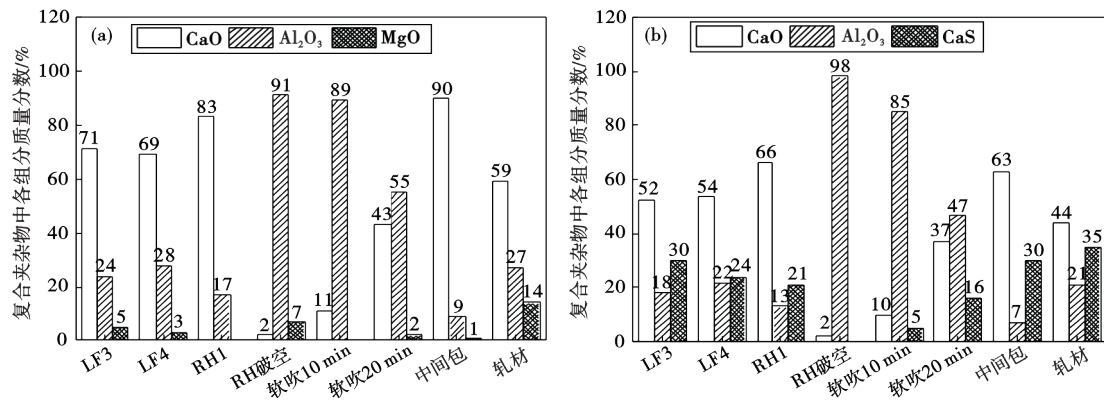 复合夹杂物中各组分质量分数/%
120
100
80
60
40
20
0
(a)
CaO Al₂O₃ MgO
71 24 5
69 28 3
83 17
2 91 7
11 89
43 55 2
90 9 1
59 27 14
LF3 LF4 RH1 RH破空 软吹10 min 软吹20 min 中间包 轧材
复合夹杂物中各组分质量分数/%
120
100
80
60
40
20
0
(b)
CaO Al₂O₃ CaS
52 18 30
54 22 24
66 13 21
2 98
10 85 5
37 47 16
63 7 30
44 21 35
LF3 LF4 RH1 RH破空 软吹10 min 软吹20 min 中间包 轧材